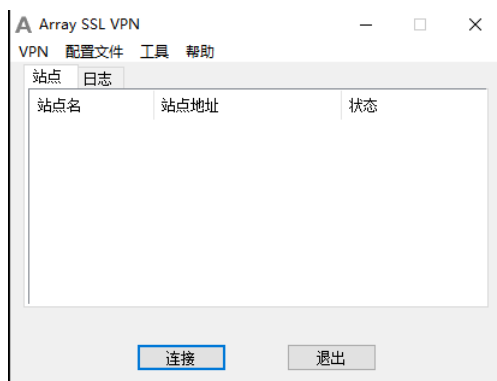 Array SSL VPN
VPN 配置文件 工具 帮助
站点 日志
站点名 站点地址 状态
连接 退出